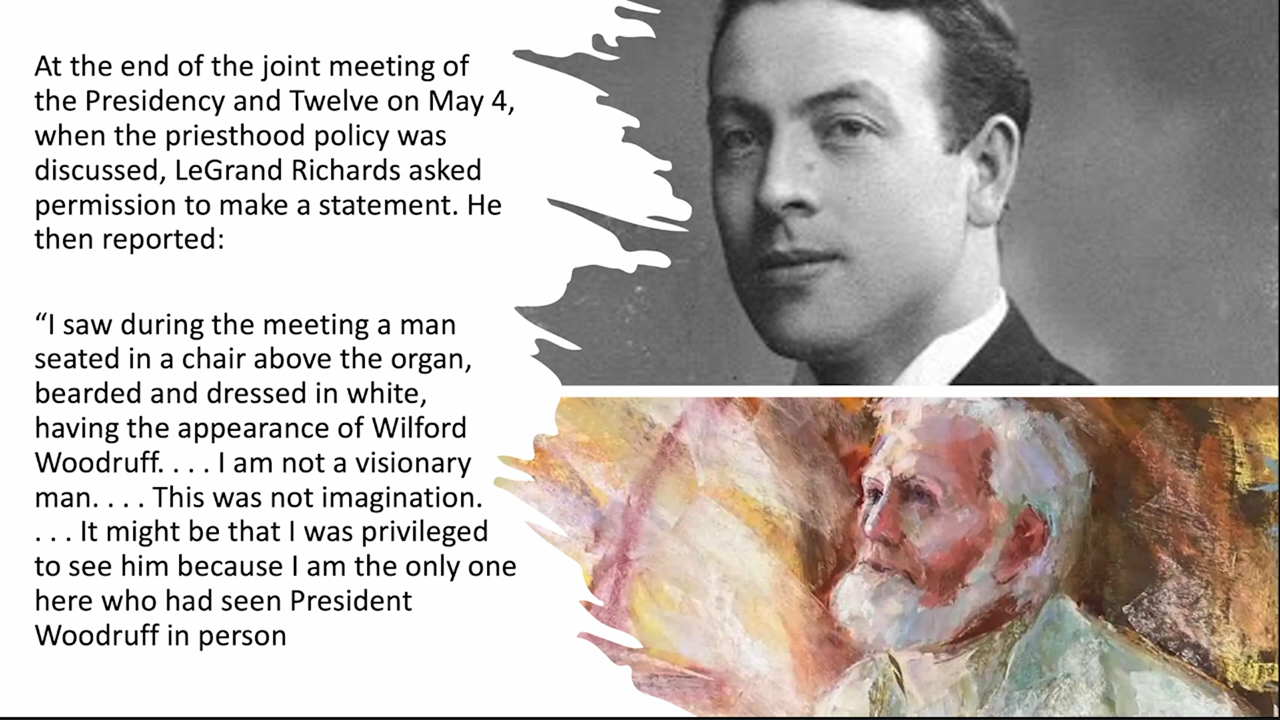 At the end of the joint meeting of
the Presidency and Twelve on May 4,
when the priesthood policy was
discussed, LeGrand Richards asked
permission to make a statement. He
then reported:
“I saw during the meeting a man
seated in a chair above the organ,
bearded and dressed in white,
having the appearance of Wilford
Woodruff. . . . I am not a visionary
man. . . . This was not imagination.
. . . It might be that I was privileged
to see him because I am the only one
here who had seen President
Woodruff in person